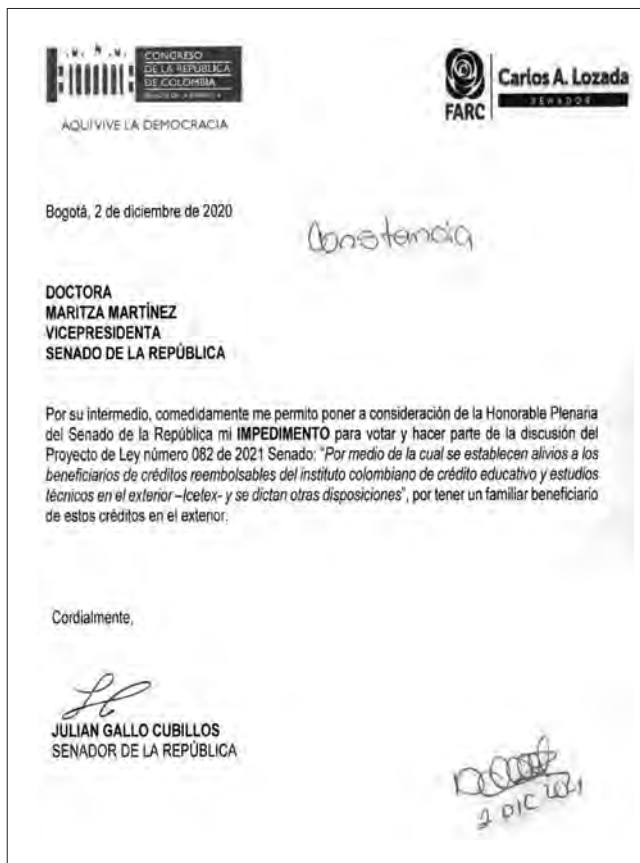 CONGRESO
DE LA REPÚBLICA
DE COLOMBIA
AQUÍ VIVE LA DEMOCRACIA
FARC
Carlos A. Lozada
SENADOR
Bogotá, 2 de diciembre de 2020
Constancia
DOCTORA
MARITZA MARTÍNEZ
VICEPRESIDENTA
SENADO DE LA REPÚBLICA
Por su intermedio, comedidamente me permito poner a consideración de la Honorable Plenaria
del Senado de la República mi IMPEDIMENTO para votar y hacer parte de la discusión del
Proyecto de Ley número 082 de 2021 Senado: "Por medio de la cual se establecen alivios a los
beneficiarios de créditos reembolsables del instituto colombiano de crédito educativo y estudios
técnicos en el exterior –Icetex- y se dictan otras disposiciones", por tener un familiar beneficiario
de estos créditos en el exterior.
Cordialmente,
JULIAN GALLO CUBILLOS
SENADOR DE LA REPÚBLICA
2 DIC 2021